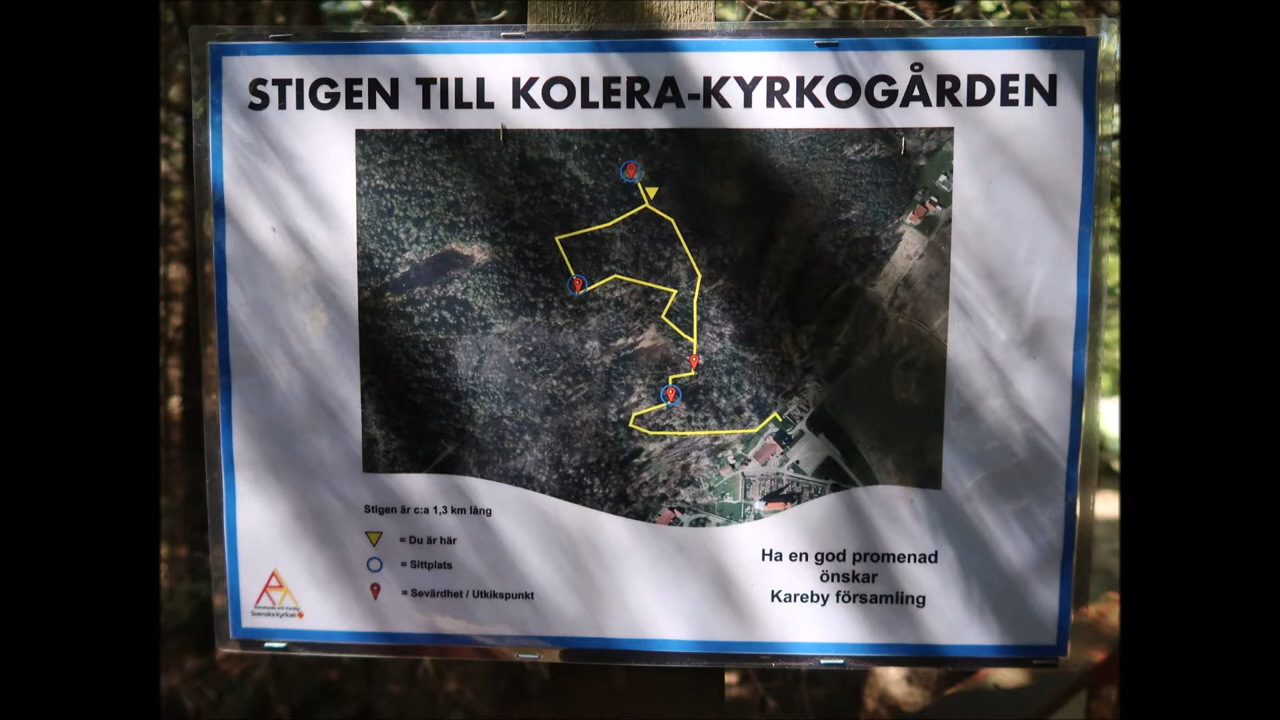 STIGEN TILL KOLERA-KYRKOGÅRDEN
Stigen är c:a 1,3 km lång
= Du är här
= Sittplats
= Sevärdhet / Utkikspunkt
Ha en god promenad
önskar
Kareby församling
Svenska kyrkan